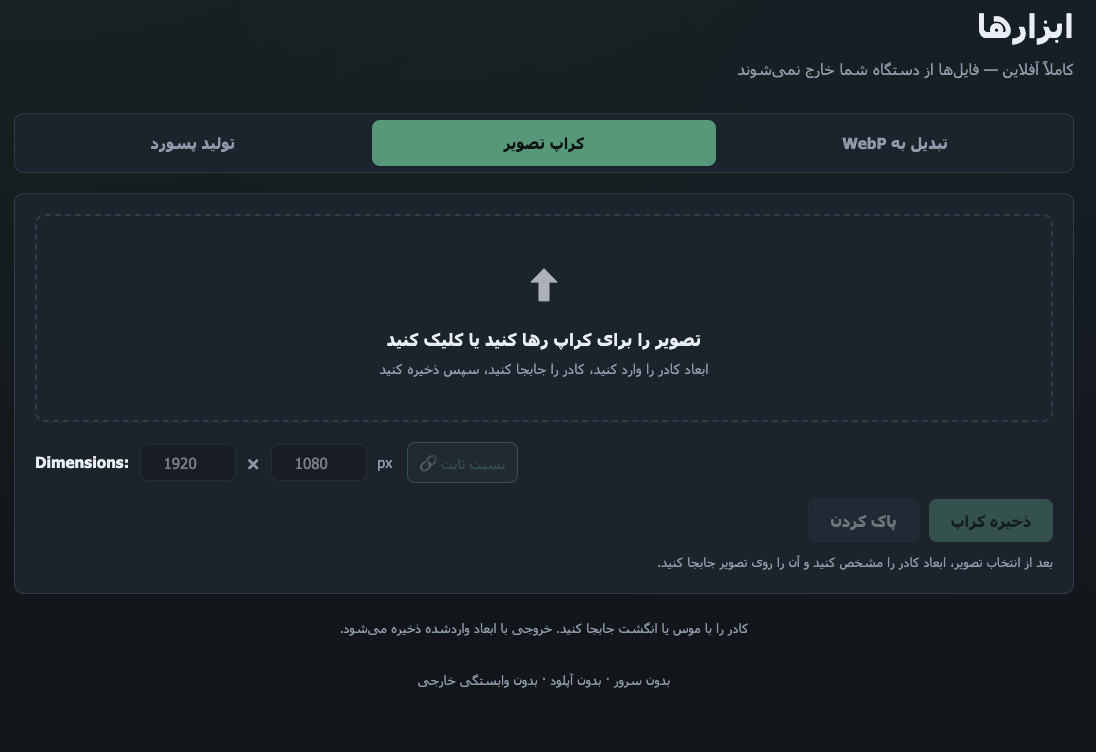 ابزارها
کاملاً آفلاین — فایل‌ها از دستگاه شما خارج نمی‌شوند
تبدیل به WebP
کراپ تصویر
تولید پسورد
تصویر را برای کراپ رها کنید یا کلیک کنید
ابعاد کادر را وارد کنید، کادر را جابجا کنید، سپس ذخیره کنید
Dimensions: 1920 × 1080 px نسبت ثابت
ذخیره کراپ
پاک کردن
بعد از انتخاب تصویر، ابعاد کادر را مشخص کنید و آن را روی تصویر جابجا کنید.
کادر را با موس یا انگشت جابجا کنید. خروجی با ابعاد واردشده ذخیره می‌شود.
بدون سرور · بدون آپلود · بدون وابستگی خارجی